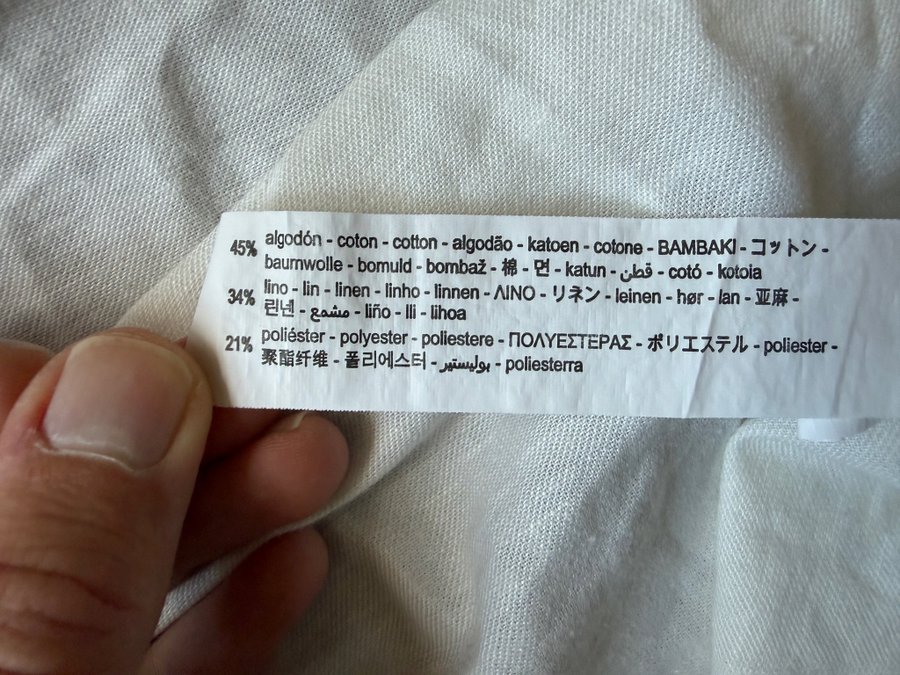 45% algodón - coton - cotton - algodão - katoen - cotone - BAMBAKI - コットン -
baumwolle - bomuld - bombaž - 棉 - 면 - katun - قطن - cotó - kotoia
34% lino - lin - linen - linho - linnen - ΛΙΝΟ - リネン - leinen - hør - lan - 亚麻 -
린넨 - مشمع - liño - lli - lihoa
21% poliéster - polyester - poliestere - ΠΟΛΥΕΣΤΕΡΑΣ - ポリエステル - poliester -
聚酯纤维 - 폴리에스터 - بوليستير - poliesterra